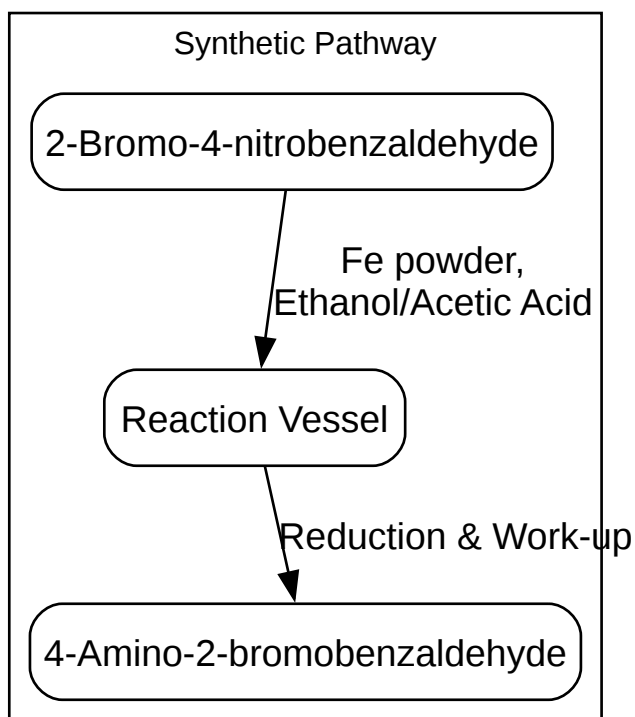 Synthetic Pathway
2-Bromo-4-nitrobenzaldehyde
Fe powder,
Ethanol/Acetic Acid
Reaction Vessel
Reduction & Work-up
4-Amino-2-bromobenzaldehyde